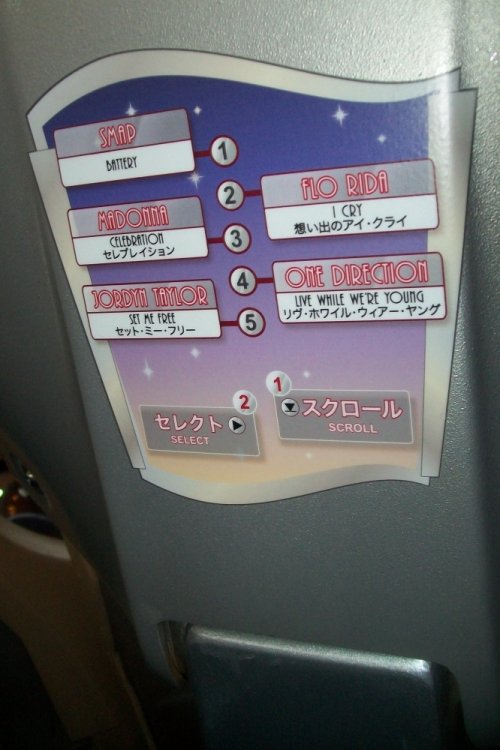 SMAP
BATTERY
1
2
FLO RIDA
I CRY
想い出のアイ・クライ
MADONNA
CELEBRATION
セレブレイション
3
4
ONE DIRECTION
LIVE WHILE WE'RE YOUNG
リヴ・ホワイル・ウィアー・ヤング
JORDYN TAYLOR
SET ME FREE
セット・ミー・フリー
5
2
セレクト
SELECT
1
スクロール
SCROLL